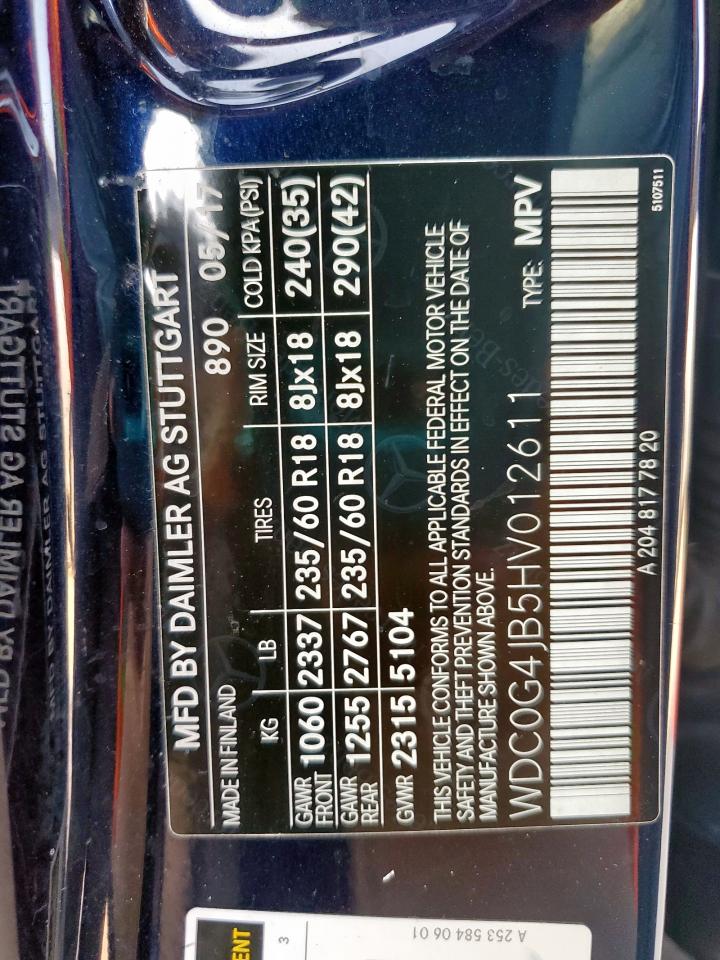 MFD BY DAIMLER AG STUTTGART
MADE IN FINLAND 890 05/17
KG LB TIRES RIM SIZE COLD KPA(PSI)
GAWR FRONT 1060 2337 235/60 R18 8Jx18 240(35)
GAWR REAR 1255 2767 235/60 R18 8Jx18 290(42)
GVWR 2315 5104
THIS VEHICLE CONFORMS TO ALL APPLICABLE FEDERAL MOTOR VEHICLE
SAFETY AND THEFT PREVENTION STANDARDS IN EFFECT ON THE DATE OF
MANUFACTURE SHOWN ABOVE.
WDC0G4JB5HV012611 TYPE: MPV
A 204 817 78 20
5107511
3
A 253 584 06 01